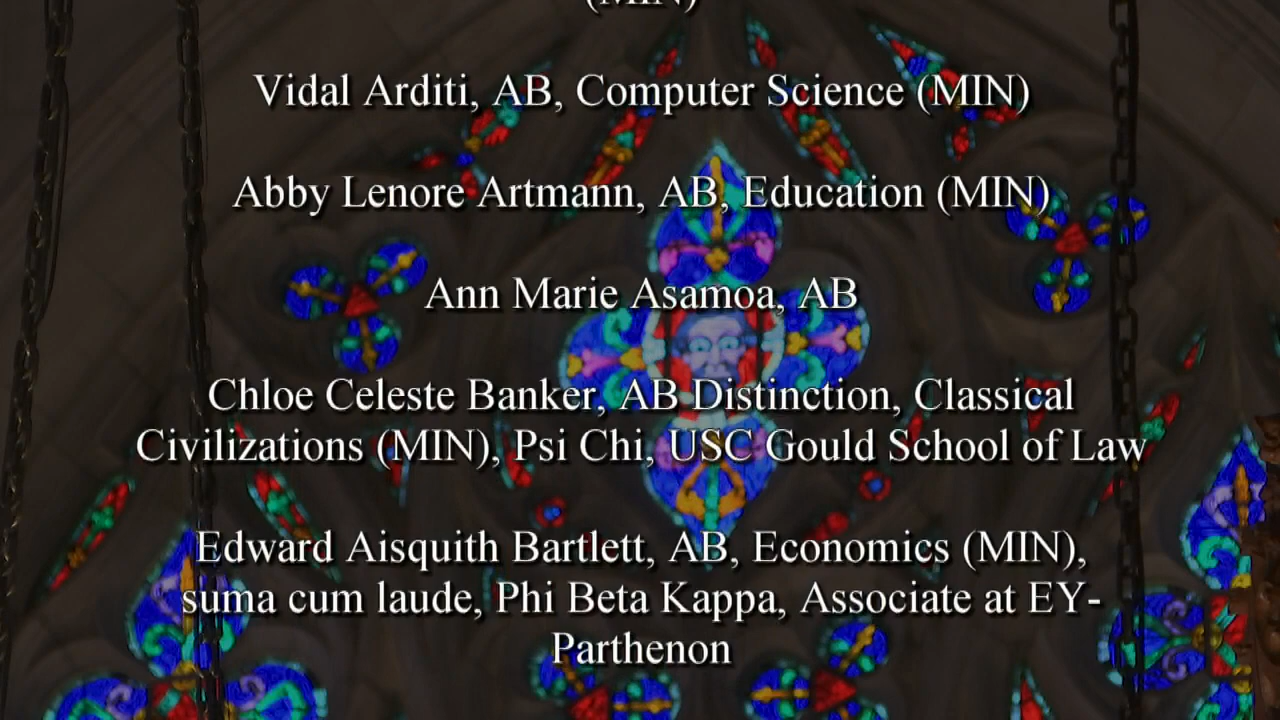 (MIN)
Vidal Arditi, AB, Computer Science (MIN)
Abby Lenore Artmann, AB, Education (MIN)
Ann Marie Asamoa, AB
Chloe Celeste Banker, AB Distinction, Classical
Civilizations (MIN), Psi Chi, USC Gould School of Law
Edward Aisquith Bartlett, AB, Economics (MIN),
suma cum laude, Phi Beta Kappa, Associate at EY-
Parthenon